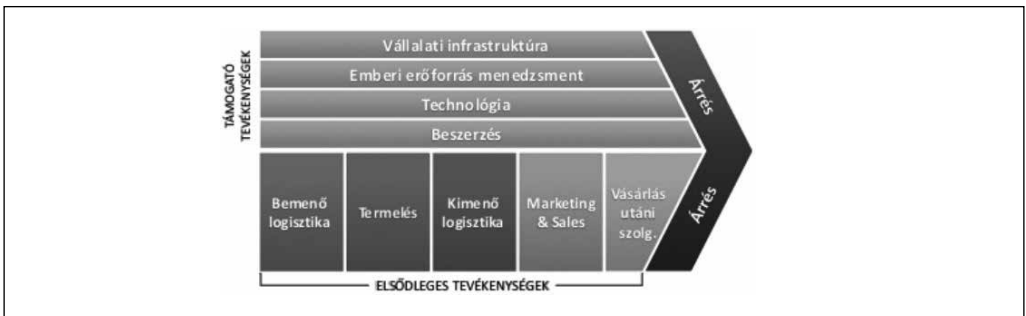 TÁMOGATÓ
TEVÉKENYSÉGEK
Vállalati infrastruktúra
Emberi erőforrás menedzsment
Technológia
Beszerzés
Bemenő
logisztika
Termelés
Kimenő
logisztika
Marketing
& Sales
Vásárlás
utáni
szolg.
Árrés
Árrés
ELSŐDLEGES TEVÉKENYSÉGEK